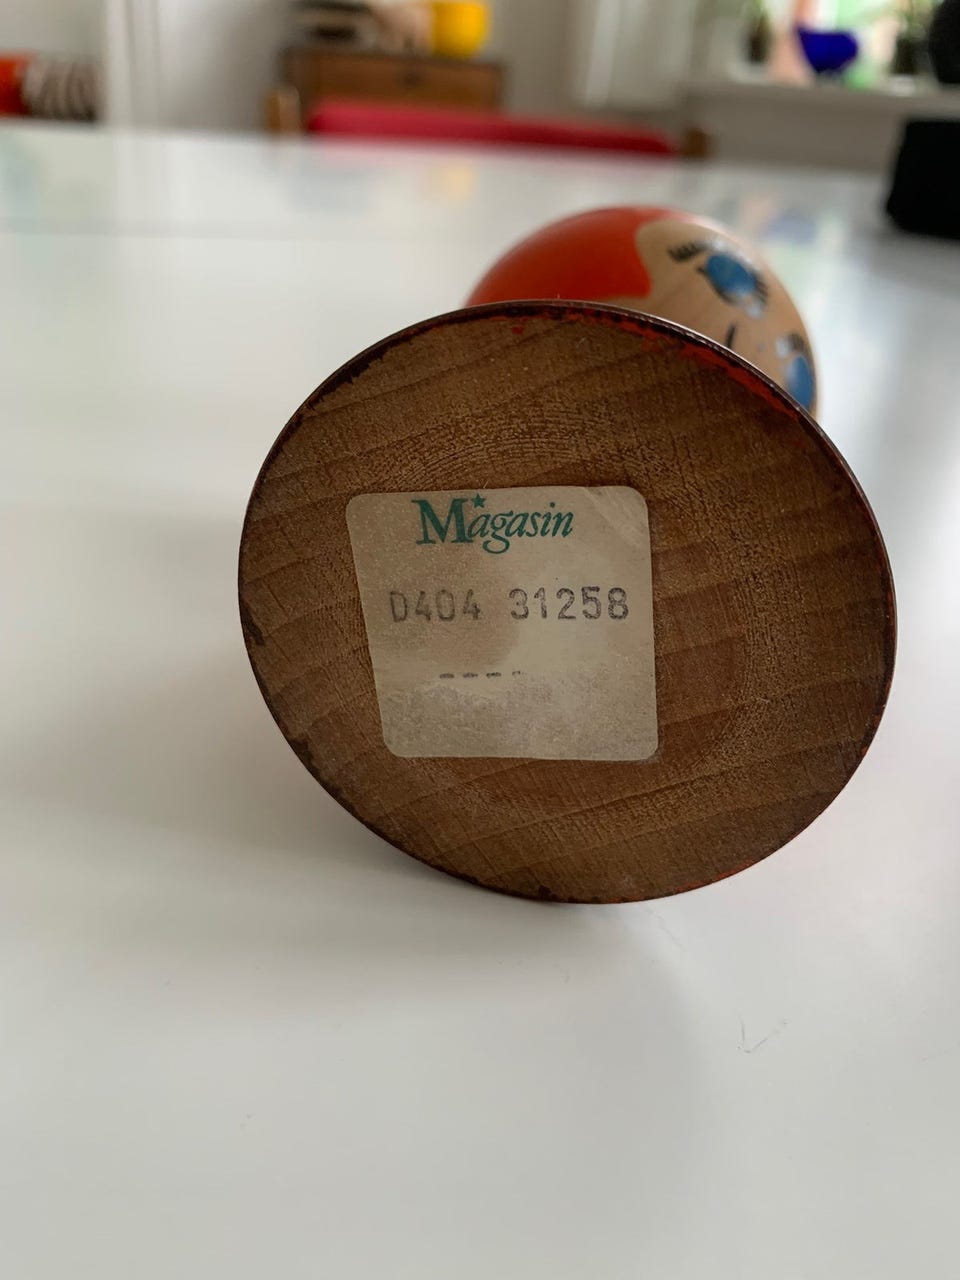 Magasin
D404 31258
----